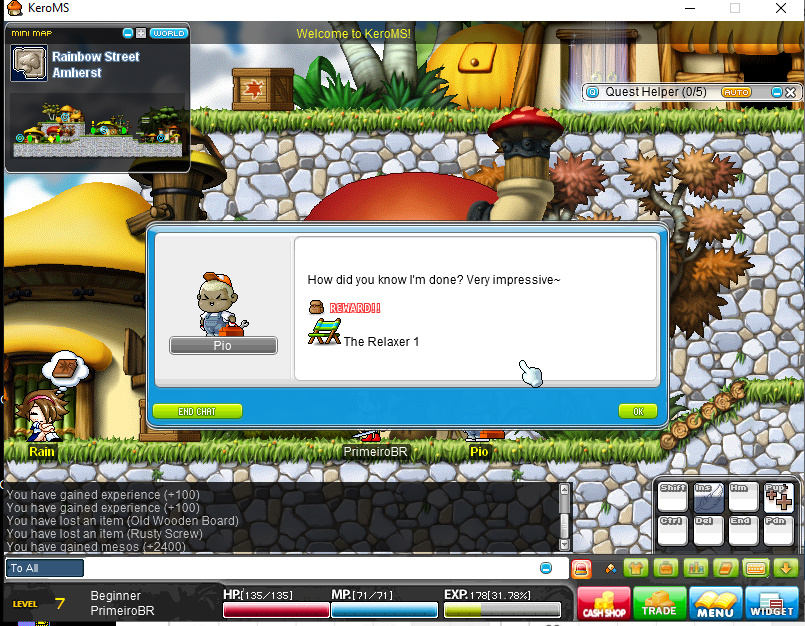 KeroMS
MINI MAP
WORLD
Welcome to KeroMS!
Rainbow Street
Amherst
Quest Helper (0/5)
AUTO
How did you know I'm done? Very impressive~
REWARD!!
The Relaxer 1
Pio
END CHAT
OK
Rain
PrimeiroBR
Pio
You have gained experience (+100)
You have gained experience (+100)
You have lost an item (Old Wooden Board)
You have lost an item (Rusty Screw)
You have gained mesos (+2400)
Shift Ins Hm Pup
Ctrl Del End Pdn
To All
LEVEL 7
Beginner
PrimeiroBR
HP.[135/135] MP.[71/71] EXP.178[31.78%]
CASH SHOP
TRADE
MENU
WIDGET